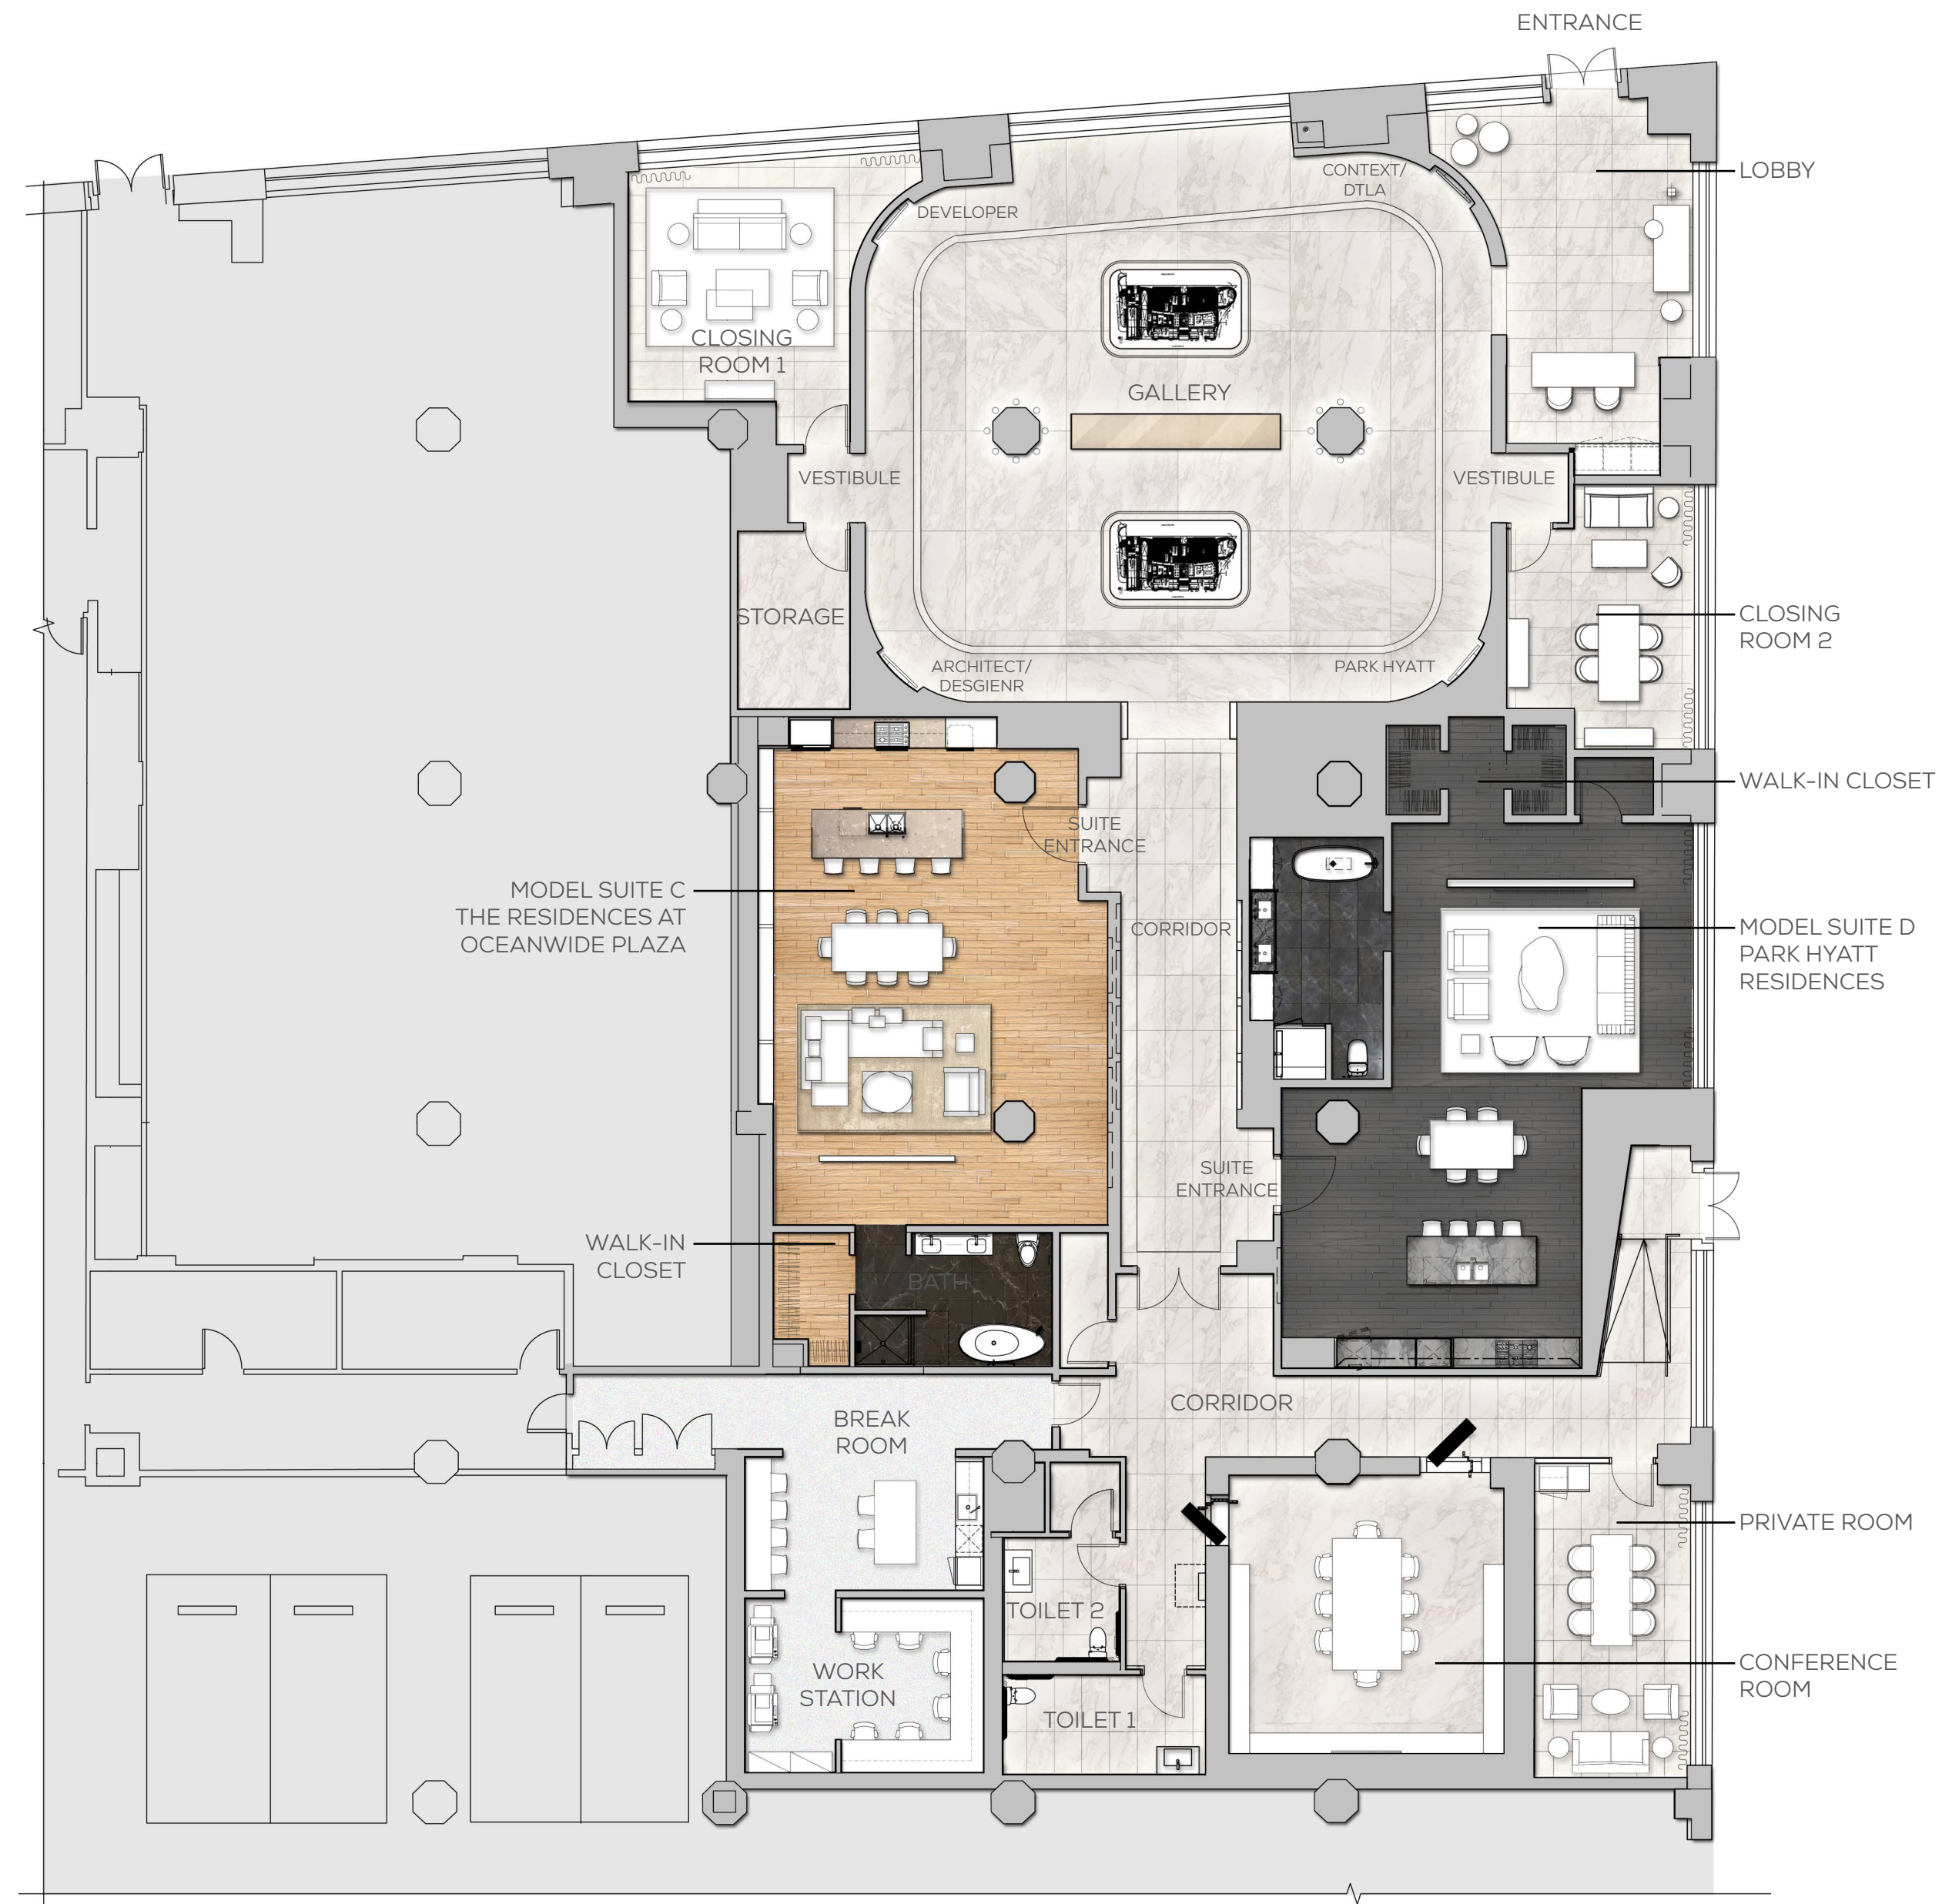 ENTRANCE
LOBBY
CONTEXT/
DTLA
DEVELOPER
CLOSING
ROOM 1
GALLERY
VESTIBULE
VESTIBULE
STORAGE
CLOSING
ROOM 2
ARCHITECT/
DESGIENR
PARK HYATT
WALK-IN CLOSET
SUITE
ENTRANCE
MODEL SUITE C
THE RESIDENCES AT
OCEANWIDE PLAZA
CORRIDOR
MODEL SUITE D
PARK HYATT
RESIDENCES
SUITE
ENTRANCE
WALK-IN
CLOSET
BATH
CORRIDOR
BREAK
ROOM
PRIVATE ROOM
TOILET 2
WORK
STATION
CONFERENCE
ROOM
TOILET 1